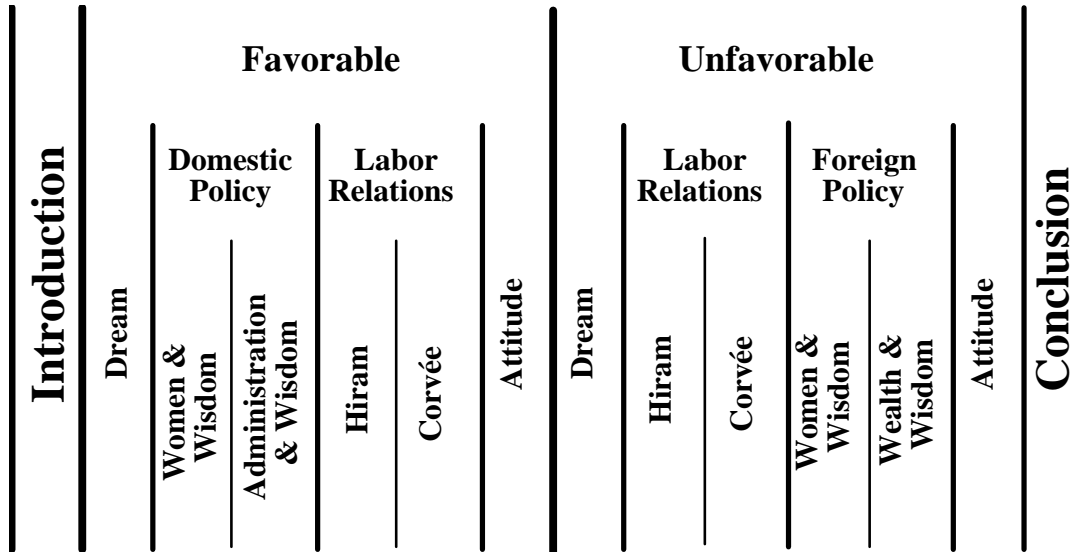 Introduction
Favorable
Dream
Domestic
Policy
Women &
Wisdom
Administration
& Wisdom
Labor
Relations
Hiram
Corvée
Attitude
Unfavorable
Dream
Labor
Relations
Hiram
Corvée
Foreign
Policy
Women &
Wisdom
Wealth &
Wisdom
Attitude
Conclusion